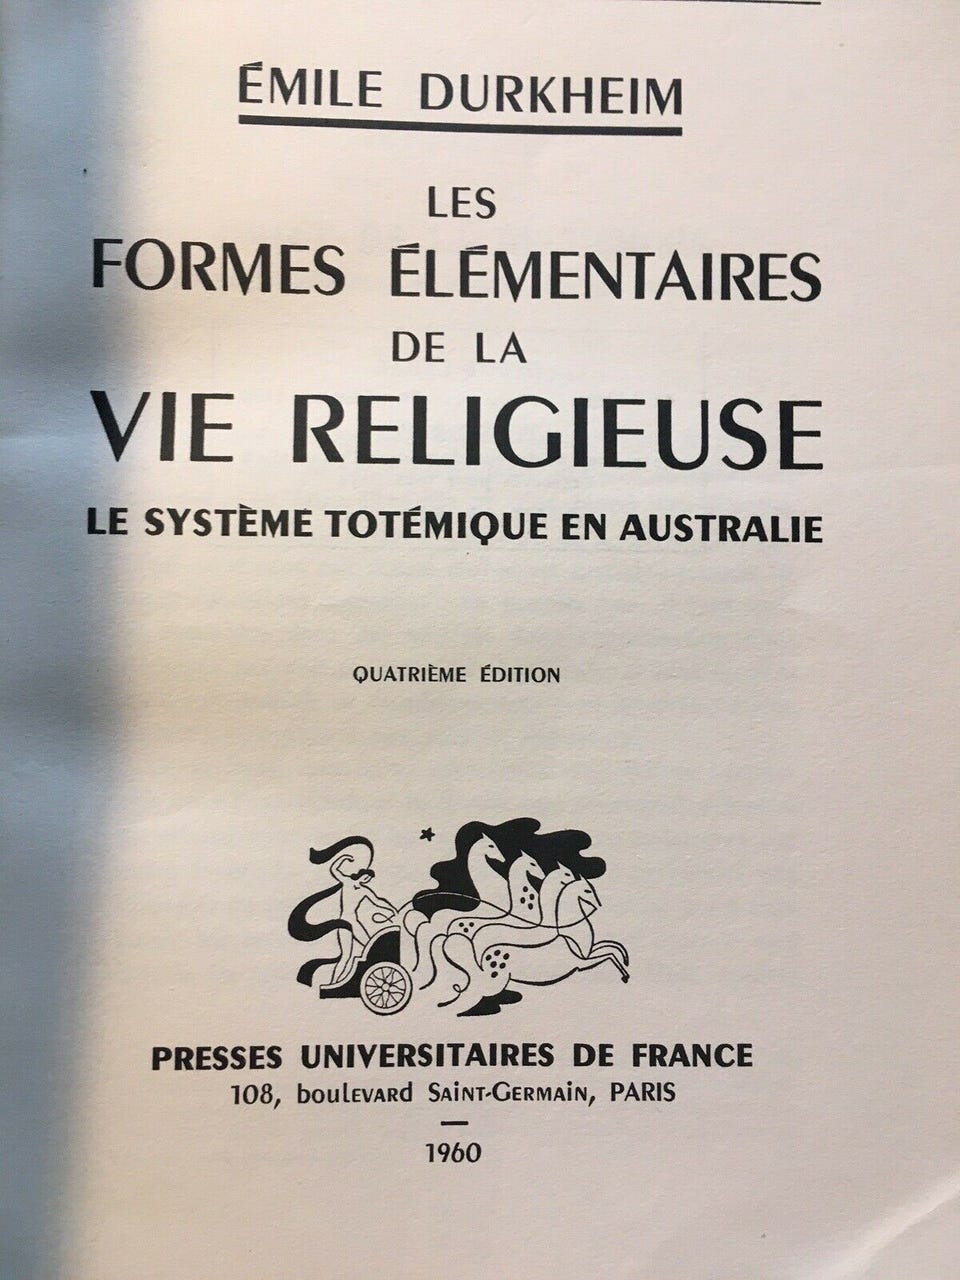 ÉMILE DURKHEIM
LES
FORMES ÉLÉMENTAIRES
DE LA
VIE RELIGIEUSE
LE SYSTÈME TOTÉMIQUE EN AUSTRALIE
QUATRIÈME ÉDITION
PRESSES UNIVERSITAIRES DE FRANCE
108, boulevard Saint-Germain, PARIS
1960